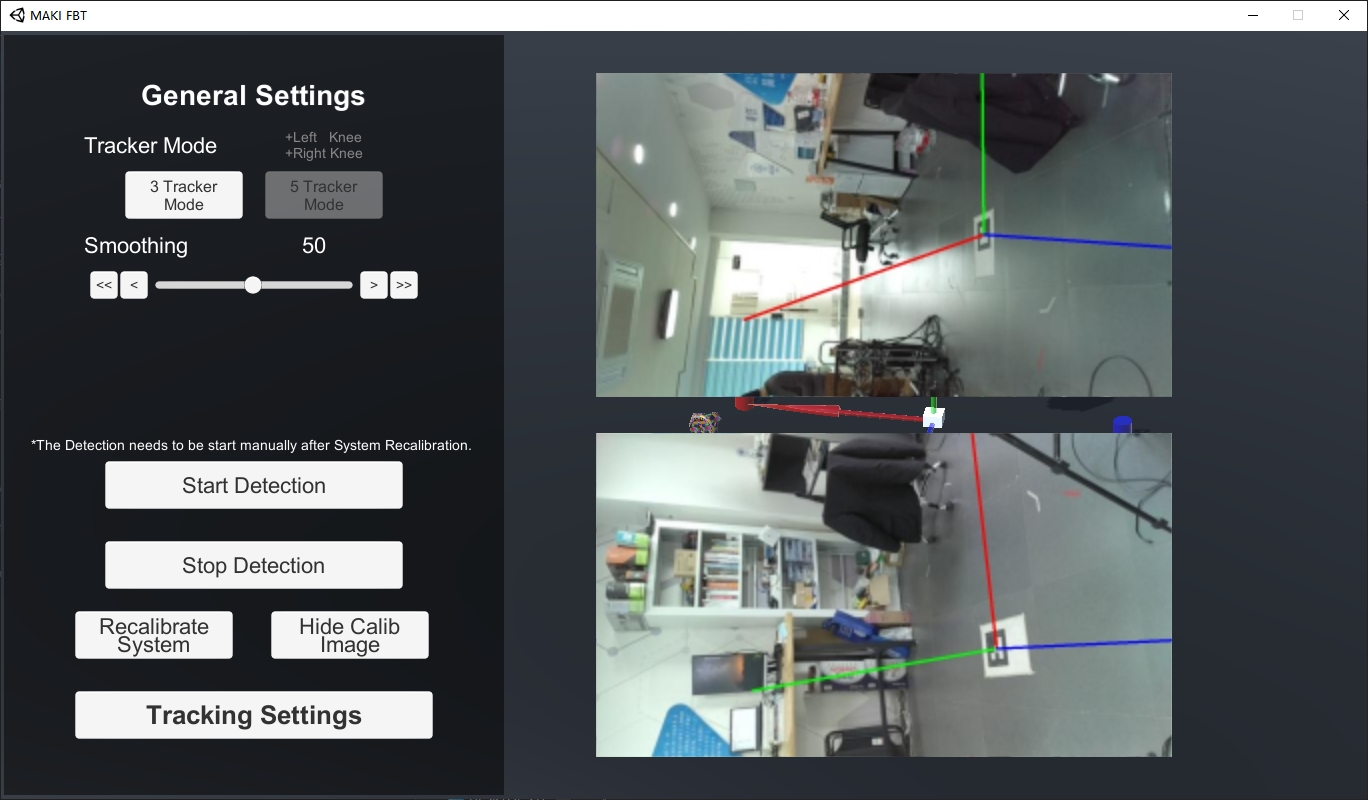 MAKI FBT
General Settings
Tracker Mode
+Left Knee
+Right Knee
3 Tracker
Mode
5 Tracker
Mode
Smoothing 50
<< < > >>
*The Detection needs to be start manually after System Recalibration.
Start Detection
Stop Detection
Recalibrate
System
Hide Calib
Image
Tracking Settings